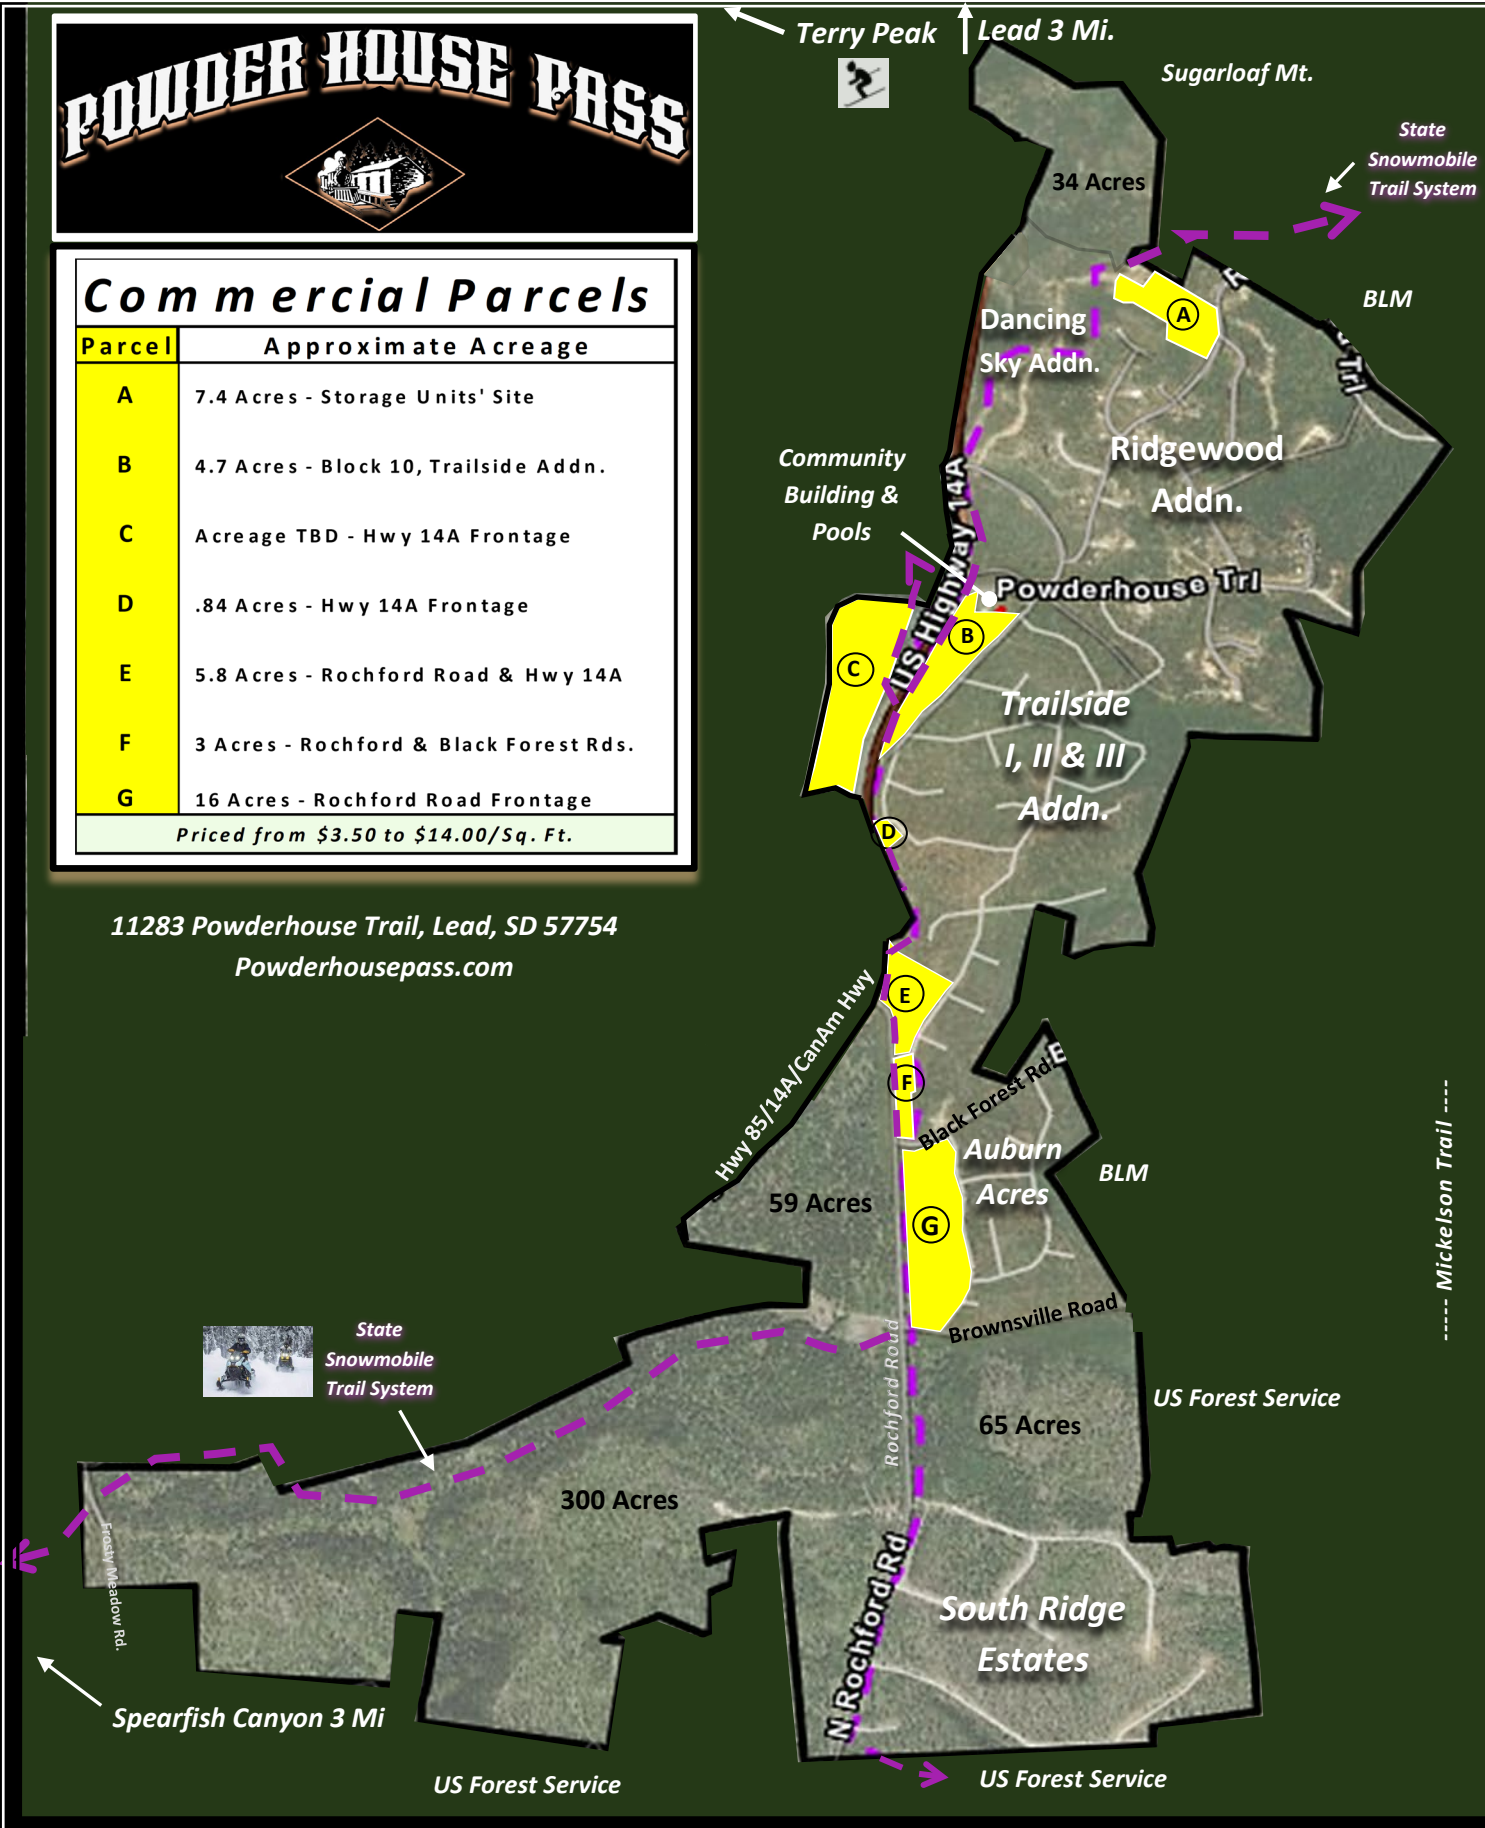 POWDER HOUSE PASS
Commercial Parcels
Parcel Approximate Acreage
A 7.4 Acres - Storage Units' Site
B 4.7 Acres - Block 10, Trailside Addn.
C Acreage TBD - Hwy 14A Frontage
D .84 Acres - Hwy 14A Frontage
E 5.8 Acres - Rochford Road & Hwy 14A
F 3 Acres - Rochford & Black Forest Rds.
G 16 Acres - Rochford Road Frontage
Priced from $3.50 to $14.00/Sq. Ft.
11283 Powderhouse Trail, Lead, SD 57754
Powderhousepass.com
Terry Peak
Lead 3 Mi.
Sugarloaf Mt.
State
Snowmobile
Trail System
34 Acres
BLM
A
Dancing
Sky Addn.
Trl
Ridgewood
Addn.
Community
Building &
Pools
US Highway 14A
Powderhouse Trl
B
C
Trailside
I, II & III
Addn.
D
E
Hwy 85/14A/CanAm Hwy
F
Black Forest Rd.
E
Auburn
Acres
BLM
59 Acres
G
----- Mickelson Trail ----
Brownsville Road
Rochford Road
State
Snowmobile
Trail System
US Forest Service
65 Acres
300 Acres
Frosty Meadow Rd.
N Rochford Rd
South Ridge
Estates
Spearfish Canyon 3 Mi
US Forest Service
US Forest Service